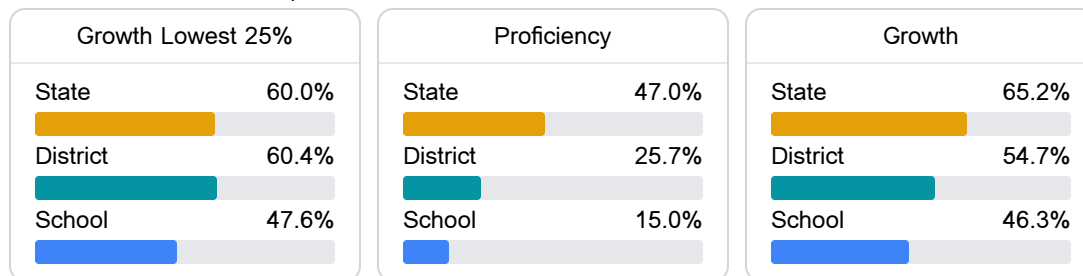 Growth Lowest 25%
State 60.0%
District 60.4%
School 47.6%
Proficiency
State 47.0%
District 25.7%
School 15.0%
Growth
State 65.2%
District 54.7%
School 46.3%